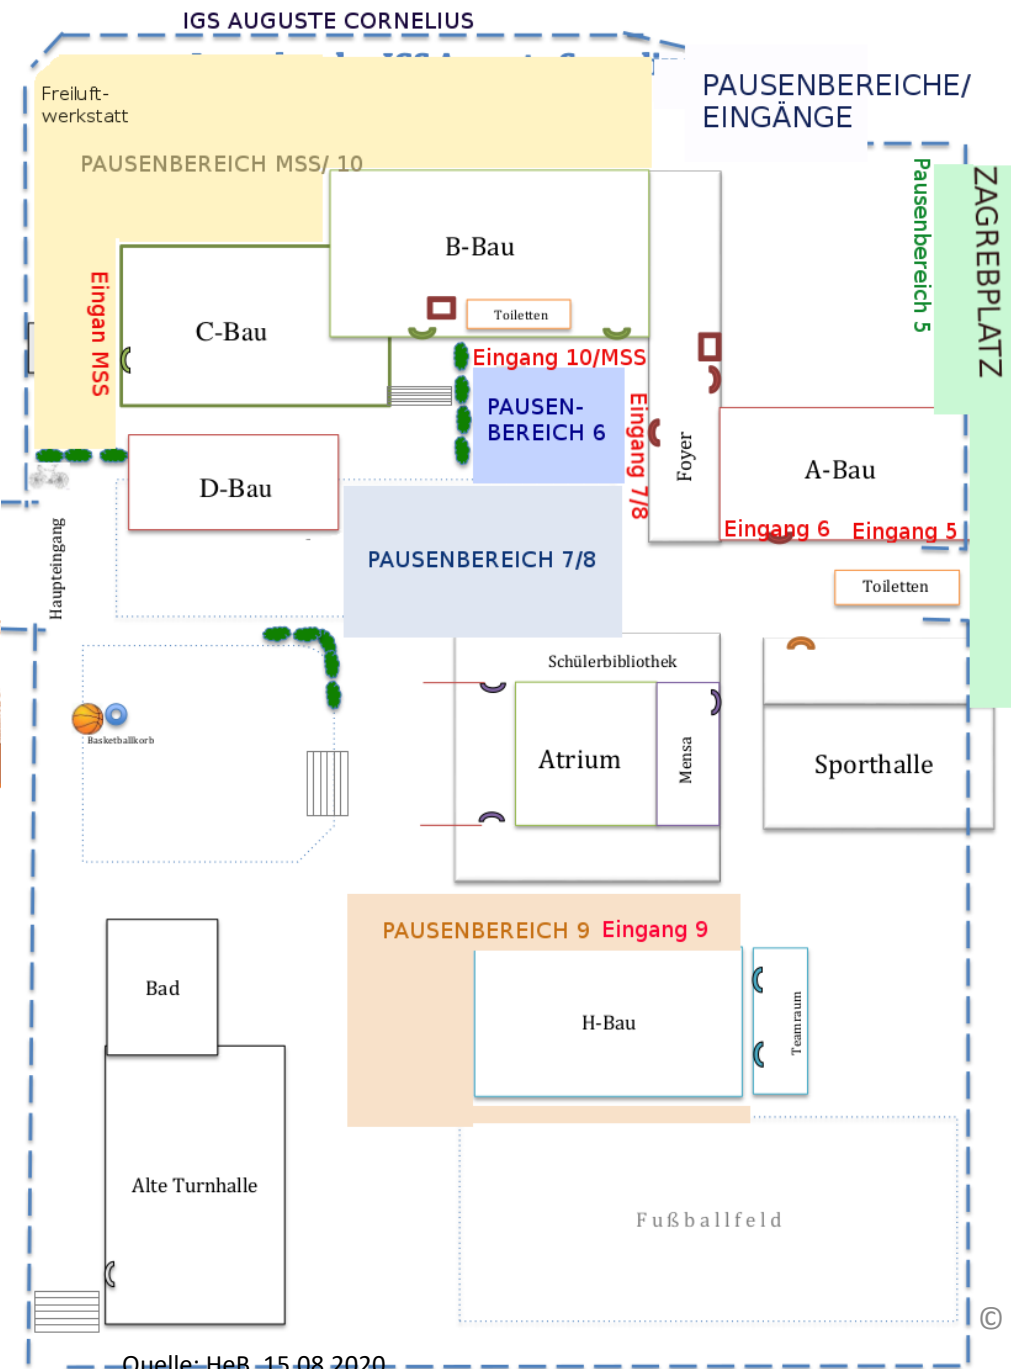 IGS AUGUSTE CORNELIUS
PAUSENBEREICHE/
EINGÄNGE
Freiluft-
werkstatt
PAUSENBEREICH MSS/ 10
Pausenbereich 5
ZAGREBPLATZ
B-Bau
Toiletten
C-Bau
Eingan MSS
Eingang 10/MSS
PAUSEN-
BEREICH 6
Eingang 7/8
Foyer
A-Bau
D-Bau
Eingang 6
Eingang 5
Haupteingang
PAUSENBEREICH 7/8
Toiletten
Schülerbibliothek
Basketballkorb
Atrium
Mensa
Sporthalle
PAUSENBEREICH 9
Eingang 9
Bad
H-Bau
Teamraum
Alte Turnhalle
Fußballfeld
©
Quelle: HeB, 15.08.2020